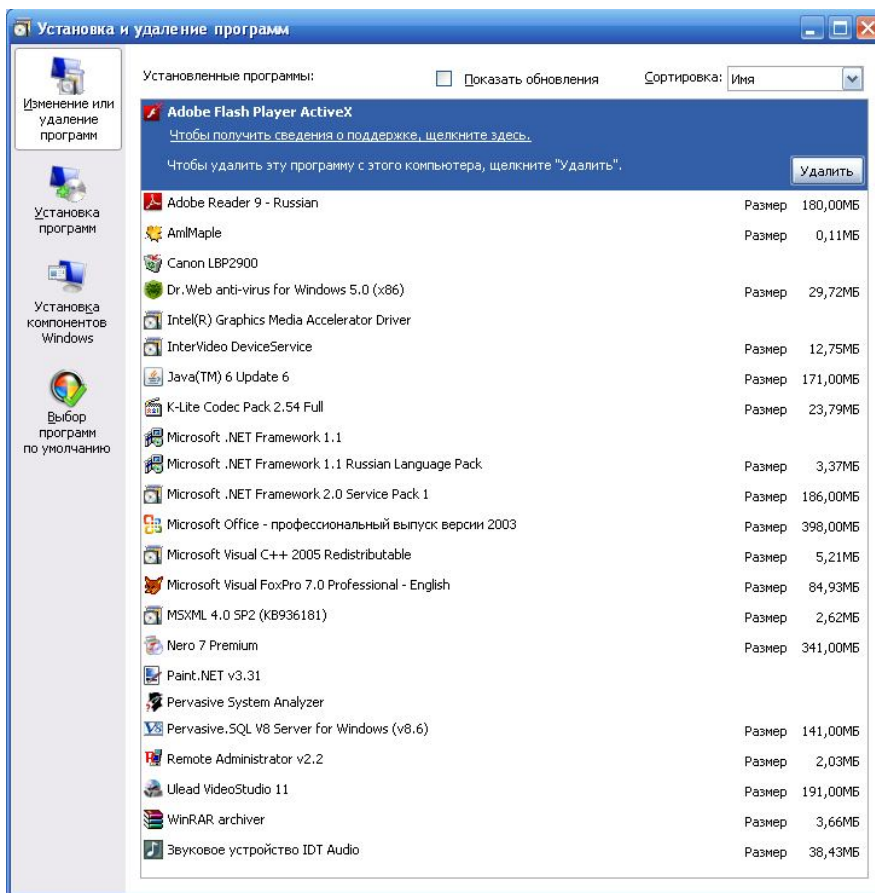 Установка и удаление программ
Изменение или
удаление
программ
Установка
программ
Установка
компонентов
Windows
Выбор
программ
по умолчанию
Установленные программы: Показать обновления Сортировка: Имя
Adobe Flash Player ActiveX
Чтобы получить сведения о поддержке, щелкните здесь.
Чтобы удалить эту программу с этого компьютера, щелкните "Удалить". Удалить
Adobe Reader 9 - Russian Размер 180,00МБ
AmlMaple Размер 0,11МБ
Canon LBP2900
Dr.Web anti-virus for Windows 5.0 (x86) Размер 29,72МБ
Intel(R) Graphics Media Accelerator Driver
InterVideo DeviceService Размер 12,75МБ
Java(TM) 6 Update 6 Размер 171,00МБ
K-Lite Codec Pack 2.54 Full Размер 23,79МБ
Microsoft .NET Framework 1.1
Microsoft .NET Framework 1.1 Russian Language Pack Размер 3,37МБ
Microsoft .NET Framework 2.0 Service Pack 1 Размер 186,00МБ
Microsoft Office - профессиональный выпуск версии 2003 Размер 398,00МБ
Microsoft Visual C++ 2005 Redistributable Размер 5,21МБ
Microsoft Visual FoxPro 7.0 Professional - English Размер 84,93МБ
MSXML 4.0 SP2 (KB936181) Размер 2,62МБ
Nero 7 Premium Размер 341,00МБ
Paint.NET v3.31
Pervasive System Analyzer
Pervasive.SQL V8 Server for Windows (v8.6) Размер 141,00МБ
Remote Administrator v2.2 Размер 2,03МБ
Ulead VideoStudio 11 Размер 191,00МБ
WinRAR archiver Размер 3,66МБ
Звуковое устройство IDT Audio Размер 38,43МБ